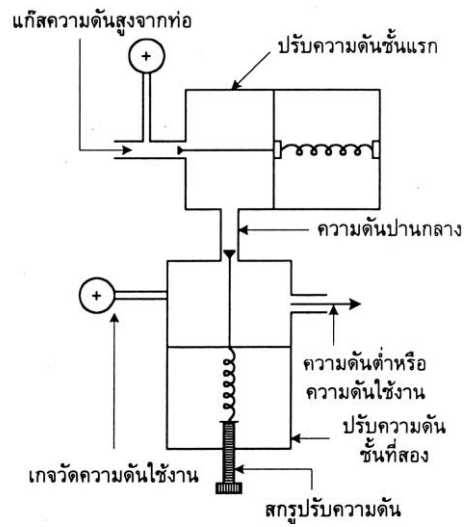 แก๊สความดันสูงจากท่อ
ปรับความดันชั้นแรก
ความดันปานกลาง
ความดันต่ำหรือ
ความดันใช้งาน
ปรับความดัน
ชั้นที่สอง
เกจวัดความดันใช้งาน
สกรูปรับความดัน